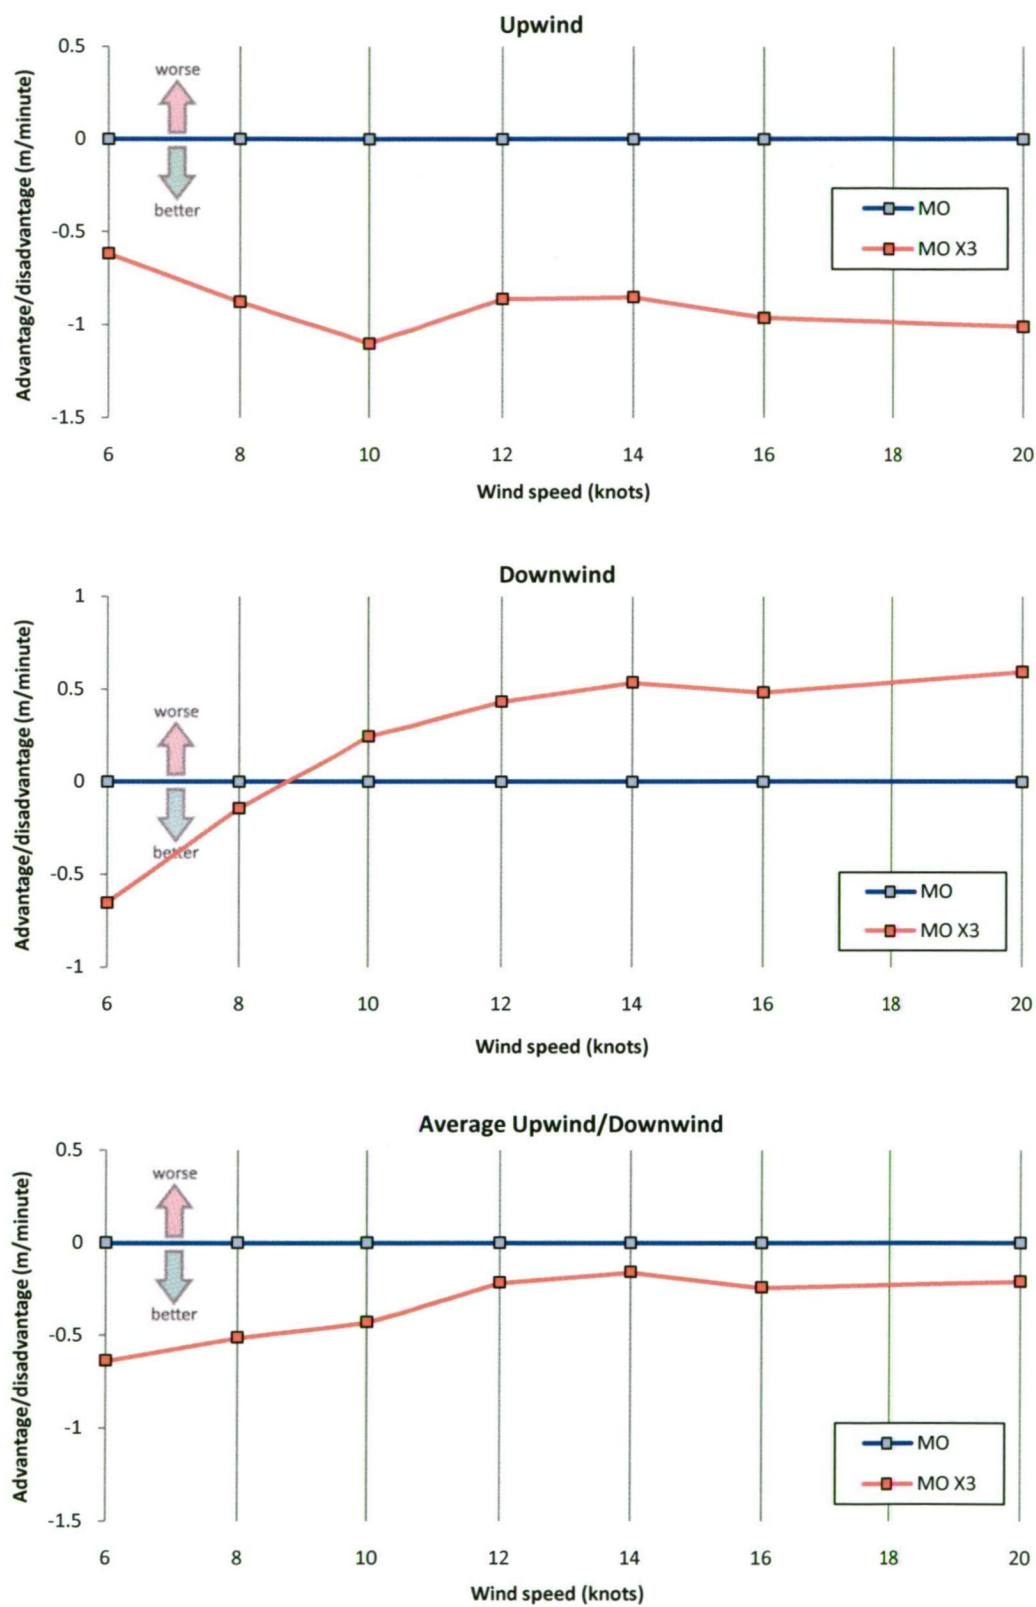 Upwind
Advantage/disadvantage (m/minute)
0.5
0
-0.5
-1
-1.5
worse
better
MO
MO X3
6 8 10 12 14 16 18 20
Wind speed (knots)
Downwind
Advantage/disadvantage (m/minute)
1
0.5
0
-0.5
-1
worse
better
MO
MO X3
6 8 10 12 14 16 18 20
Wind speed (knots)
Average Upwind/Downwind
Advantage/disadvantage (m/minute)
0.5
0
-0.5
-1
-1.5
worse
better
MO
MO X3
6 8 10 12 14 16 18 20
Wind speed (knots)